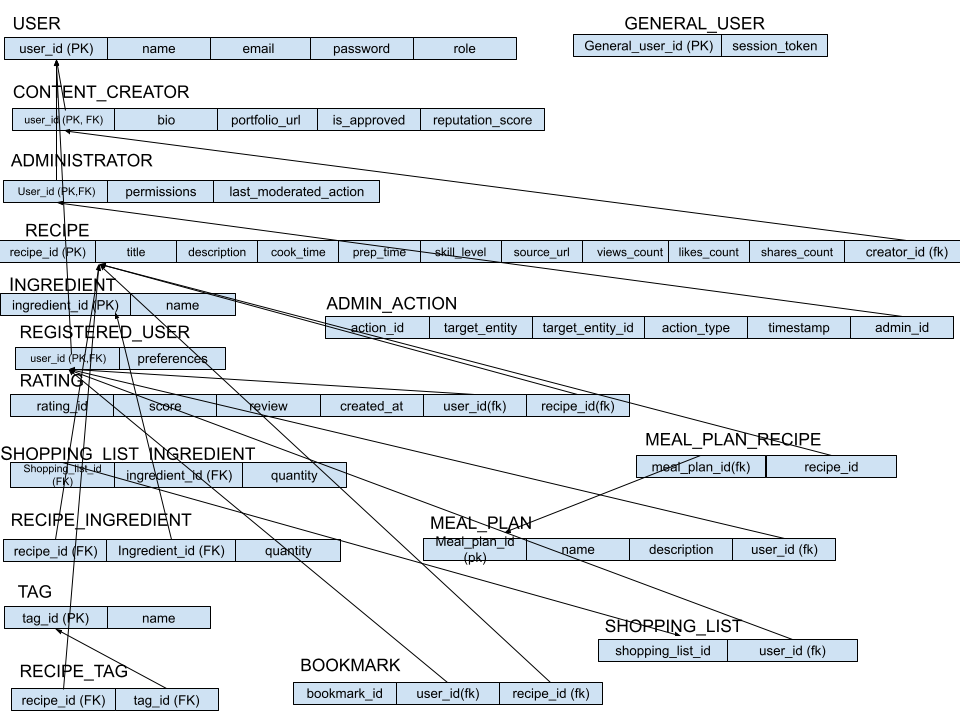 USER
user_id (PK) name email password role
GENERAL_USER
General_user_id (PK) session_token
CONTENT_CREATOR
user_id (PK, FK) bio portfolio_url is_approved reputation_score
ADMINISTRATOR
User_id (PK,FK) permissions last_moderated_action
RECIPE
recipe_id (PK) title description cook_time prep_time skill_level source_url views_count likes_count shares_count creator_id (fk)
INGREDIENT
ingredient_id (PK) name
ADMIN_ACTION
action_id target_entity target_entity_id action_type timestamp admin_id
REGISTERED_USER
user_id (PK,FK) preferences
RATING
rating_id score review created_at user_id(fk) recipe_id(fk)
SHOPPING_LIST_INGREDIENT
Shopping_list_id
(FK) ingredient_id (FK) quantity
MEAL_PLAN_RECIPE
meal_plan_id(fk) recipe_id
RECIPE_INGREDIENT
recipe_id (FK) Ingredient_id (FK) quantity
MEAL_PLAN
Meal_plan_id
(pk) name description user_id (fk)
TAG
tag_id (PK) name
SHOPPING_LIST
shopping_list_id user_id (fk)
RECIPE_TAG
recipe_id (FK) tag_id (FK)
BOOKMARK
bookmark_id user_id(fk) recipe_id (fk)